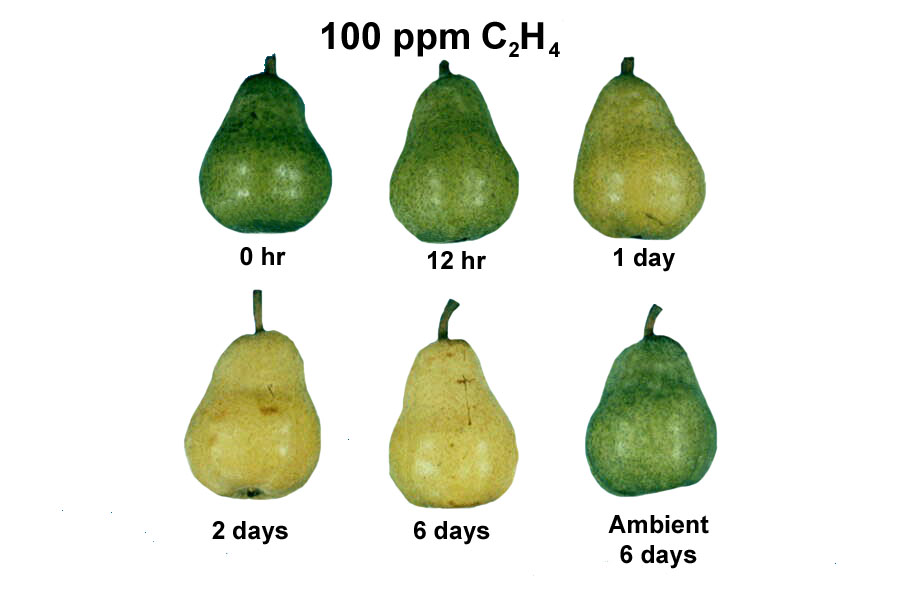 100 ppm C₂H₄
0 hr
12 hr
1 day
2 days
6 days
Ambient
6 days